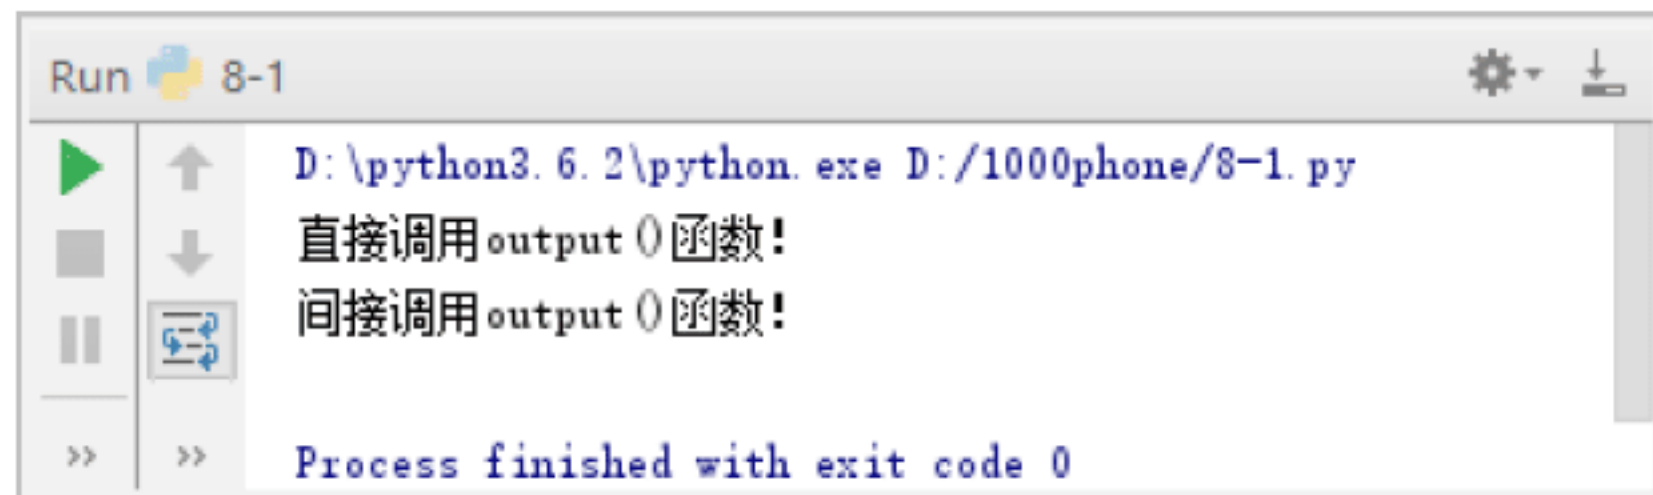 Run 8-1
D:\python3.6.2\python.exe D:/1000phone/8-1.py
直接调用output()函数!
间接调用output()函数!
Process finished with exit code 0